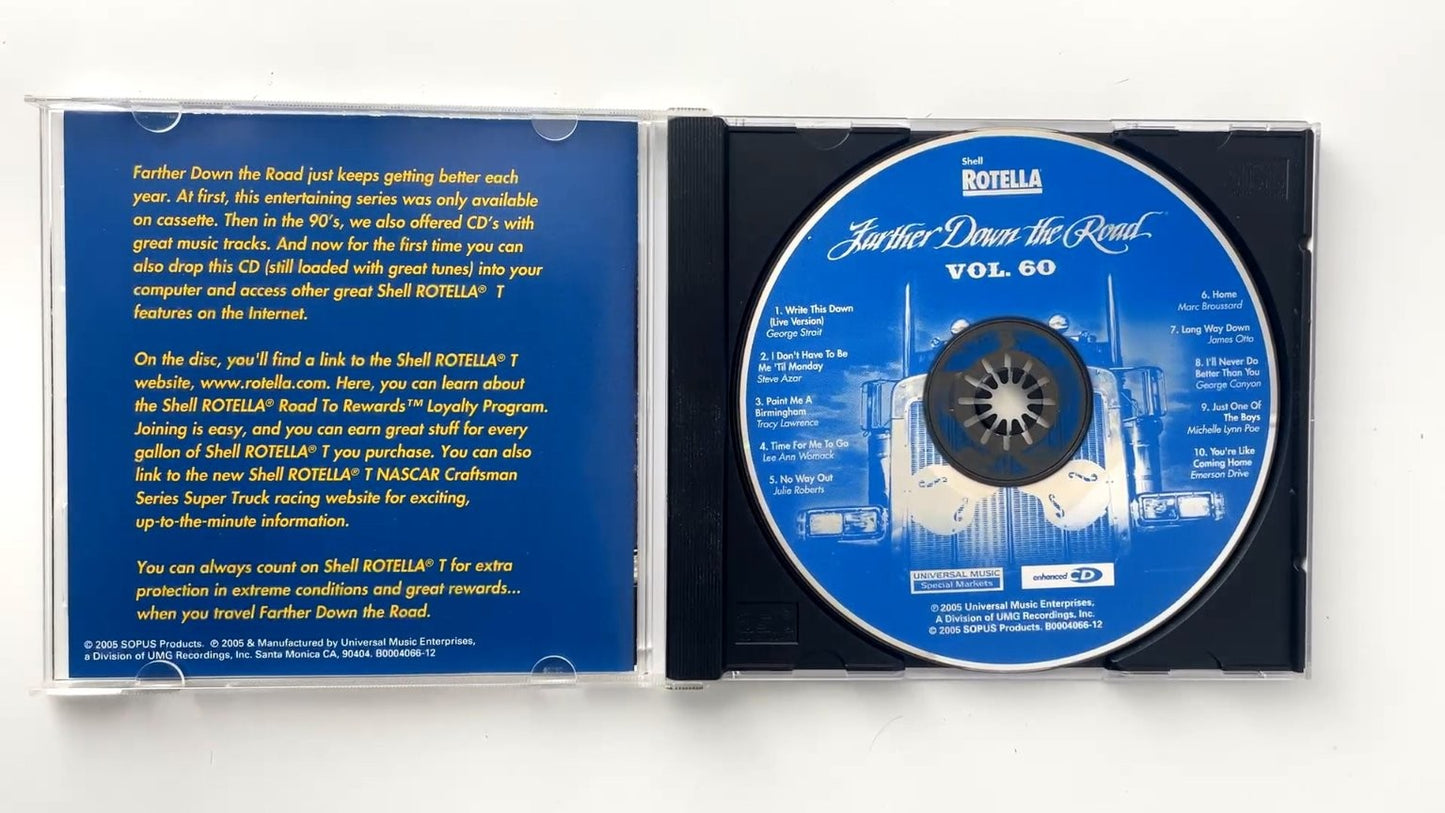 Farther Down the Road just keeps getting better each
year. At first, this entertaining series was only available
on cassette. Then in the 90's, we also offered CD's with
great music tracks. And now for the first time you can
also drop this CD (still loaded with great tunes) into your
computer and access other great Shell ROTELLA® T
features on the Internet.
On the disc, you'll find a link to the Shell ROTELLA® T
website, www.rotella.com. Here, you can learn about
the Shell ROTELLA® Road To Rewards™ Loyalty Program.
Joining is easy, and you can earn great stuff for every
gallon of Shell ROTELLA® T you purchase. You can also
link to the new Shell ROTELLA® T NASCAR Craftsman
Series Super Truck racing website for exciting,
up-to-the-minute information.
You can always count on Shell ROTELLA® T for extra
protection in extreme conditions and great rewards...
when you travel Farther Down the Road.
© 2005 SOPUS Products. ℗ 2005 & Manufactured by Universal Music Enterprises,
a Division of UMG Recordings, Inc. Santa Monica CA, 90404. B0004066-12
Shell
ROTELLA
Farther Down the Road
VOL. 60
1. Write This Down
(Live Version)
George Strait
2. I Don't Have To Be
Me 'Til Monday
Steve Azar
3. Paint Me A
Birmingham
Tracy Lawrence
4. Time For Me To Go
Lee Ann Womack
5. No Way Out
Julie Roberts
6. Home
Marc Broussard
7. Long Way Down
James Otto
8. I'll Never Do
Better Than You
George Canyon
9. Just One Of
The Boys
Michelle Lynn Poe
10. You're Like
Coming Home
Emerson Drive
UNIVERSAL MUSIC
Special Markets
enhanced CD
℗ 2005 Universal Music Enterprises,
A Division of UMG Recordings, Inc.
© 2005 SOPUS Products. B0004066-12